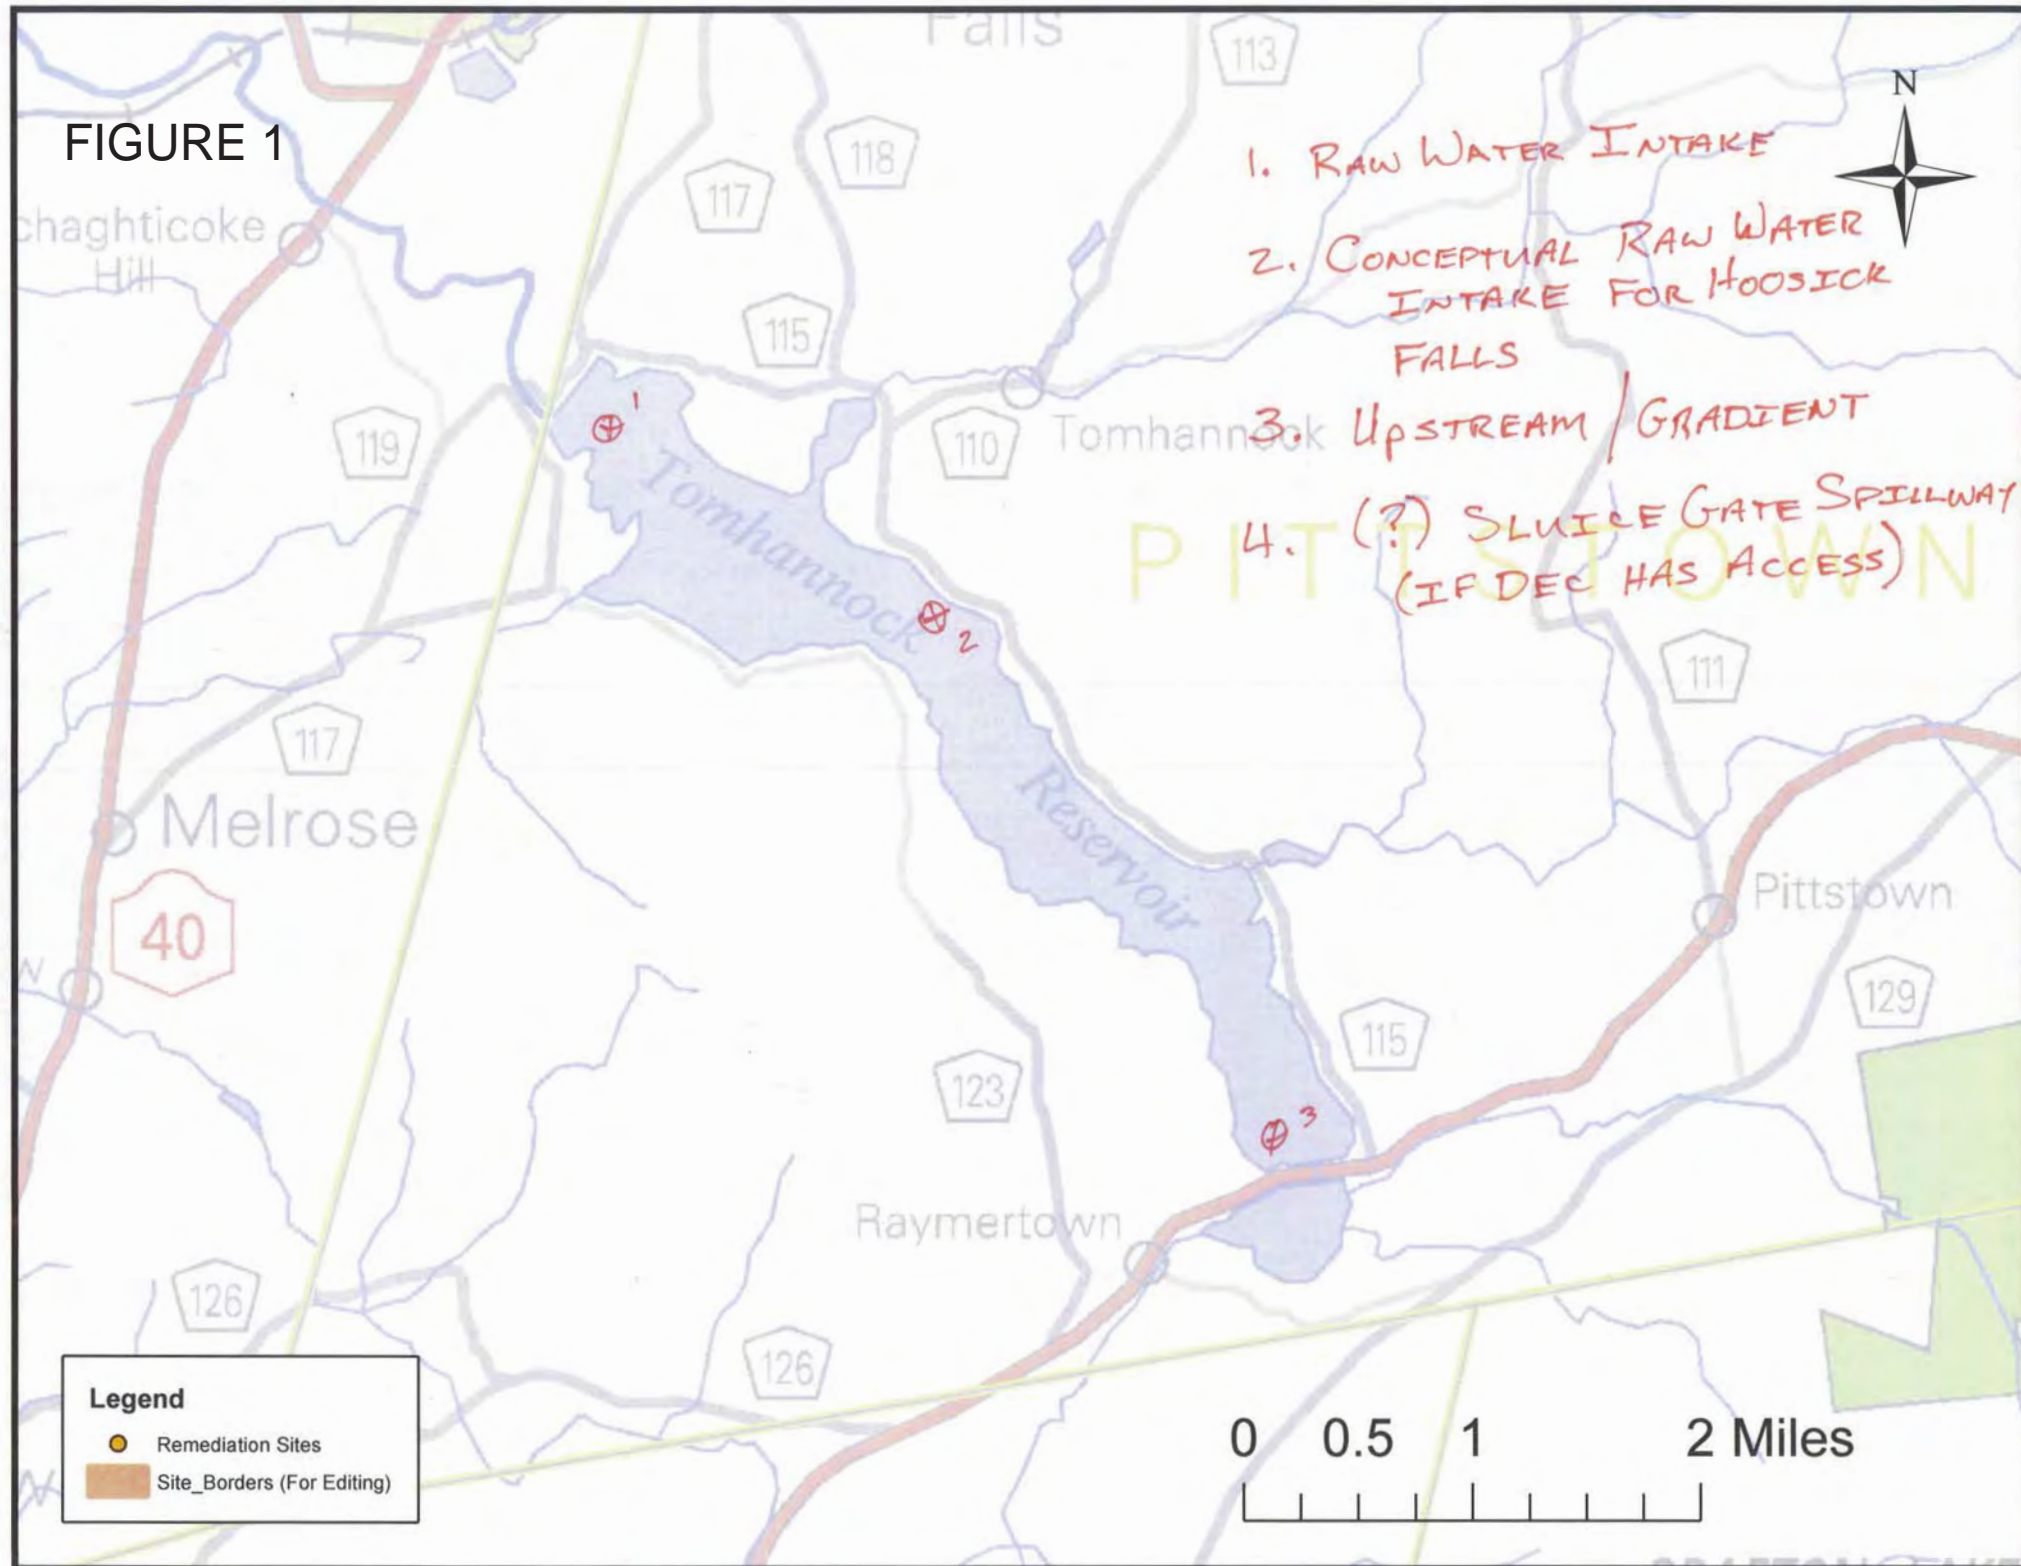 Falls
113
N
FIGURE 1
118
117
1. RAW WATER INTAKE
chaghticoke
Hill
2. CONCEPTUAL RAW WATER
INTAKE FOR HOOSICK
FALLS
115
119
1
110
Tomhannock
3. UPSTREAM / GRADIENT
Tomhannock
4. (?) SLUICE GATE SPILLWAY
(IF DEC HAS ACCESS)
PITTSTOWN
2
111
117
Melrose
Reservoir
40
Pittstown
129
115
123
3
Raymertown
126
126
Legend
Remediation Sites
Site_Borders (For Editing)
0 0.5 1 2 Miles